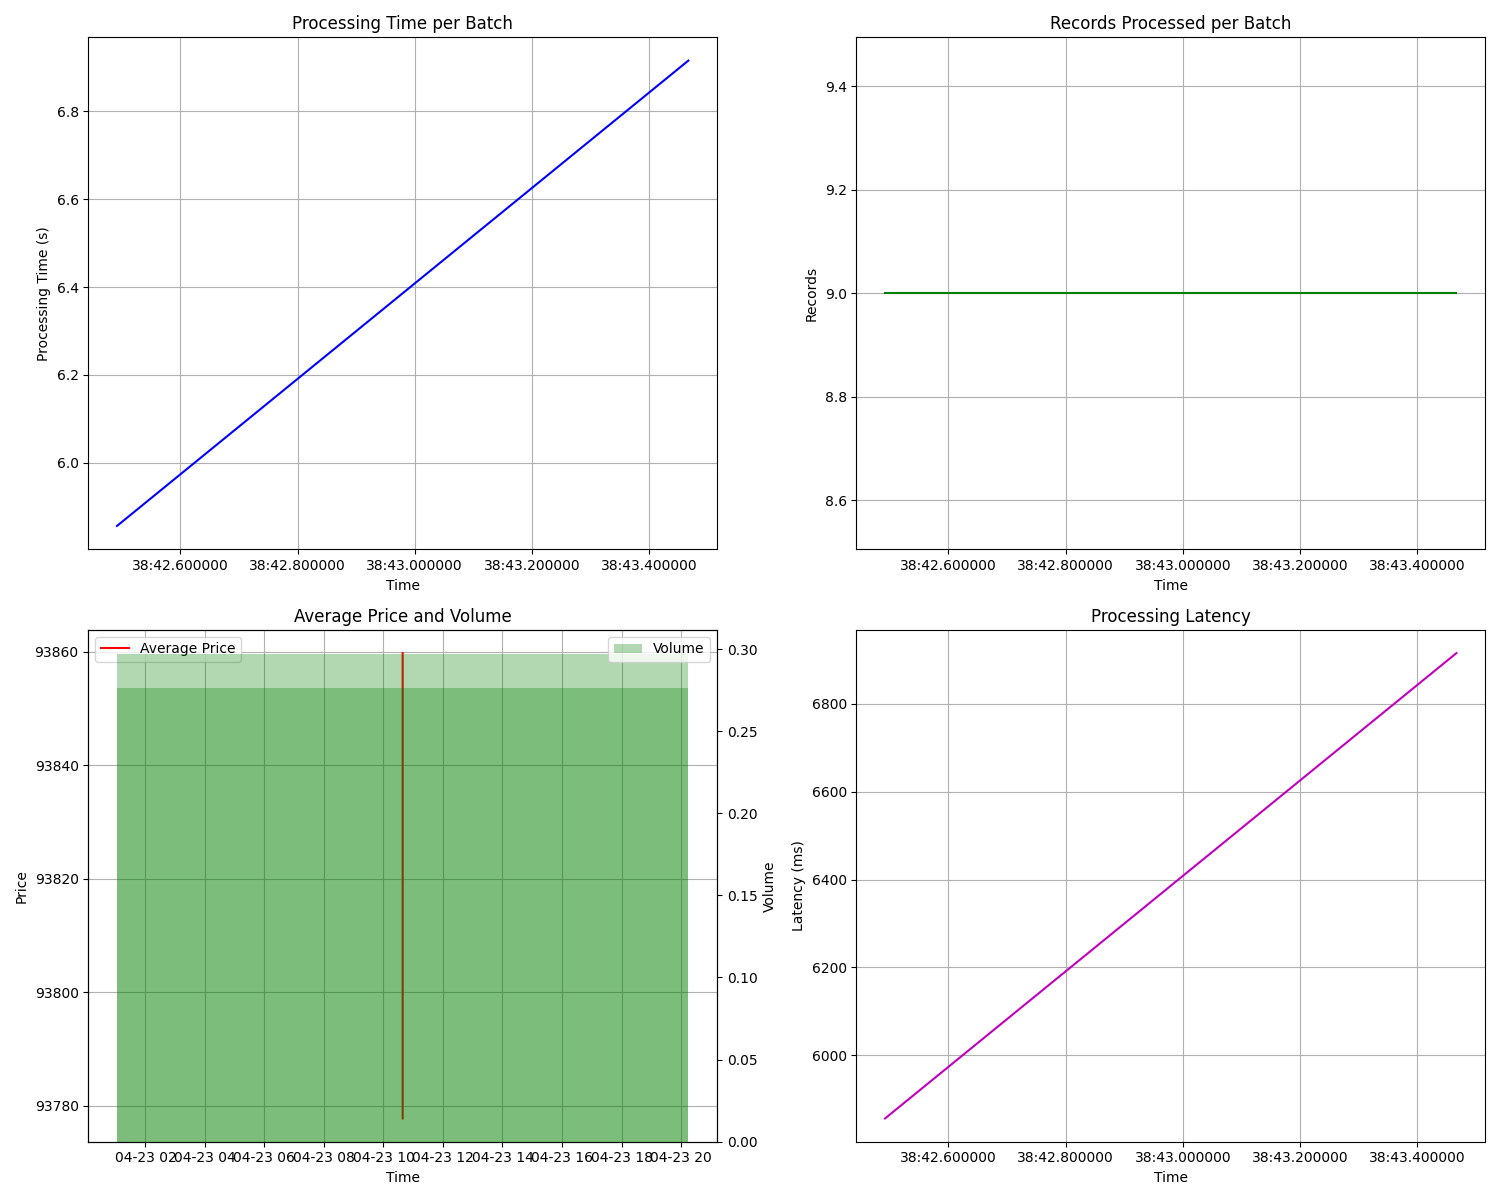 Processing Time per Batch
Processing Time (s)
6.8
6.6
6.4
6.2
6.0
38:42.600000 38:42.800000 38:43.000000 38:43.200000 38:43.400000
Time
Records Processed per Batch
Records
9.4
9.2
9.0
8.8
8.6
38:42.600000 38:42.800000 38:43.000000 38:43.200000 38:43.400000
Time
Average Price and Volume
Average Price
Volume
Price
93860
93840
93820
93800
93780
0.30
0.25
0.20
0.15
0.10
0.05
0.00
Volume
04-23 02 04-23 04 04-23 06 04-23 08 04-23 10 04-23 12 04-23 14 04-23 16 04-23 18 04-23 20
Time
Processing Latency
Latency (ms)
6800
6600
6400
6200
6000
38:42.600000 38:42.800000 38:43.000000 38:43.200000 38:43.400000
Time